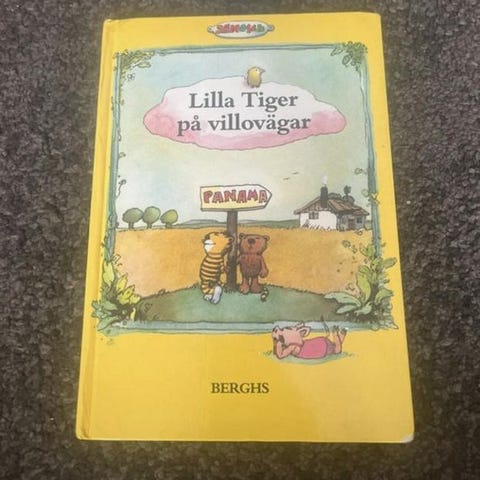 JANOSCH
Lilla Tiger
på villovägar
PANAMA
BERGHS